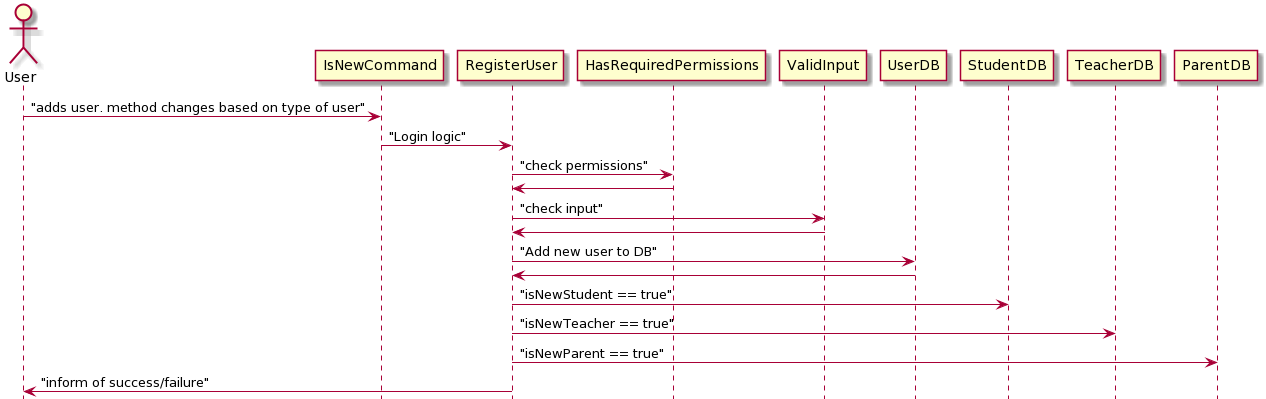 User
IsNewCommand
RegisterUser
HasRequiredPermissions
ValidInput
UserDB
StudentDB
TeacherDB
ParentDB
"adds user. method changes based on type of user"
"Login logic"
"check permissions"
"check input"
"Add new user to DB"
"isNewStudent == true"
"isNewTeacher == true"
"isNewParent == true"
"inform of success/failure"